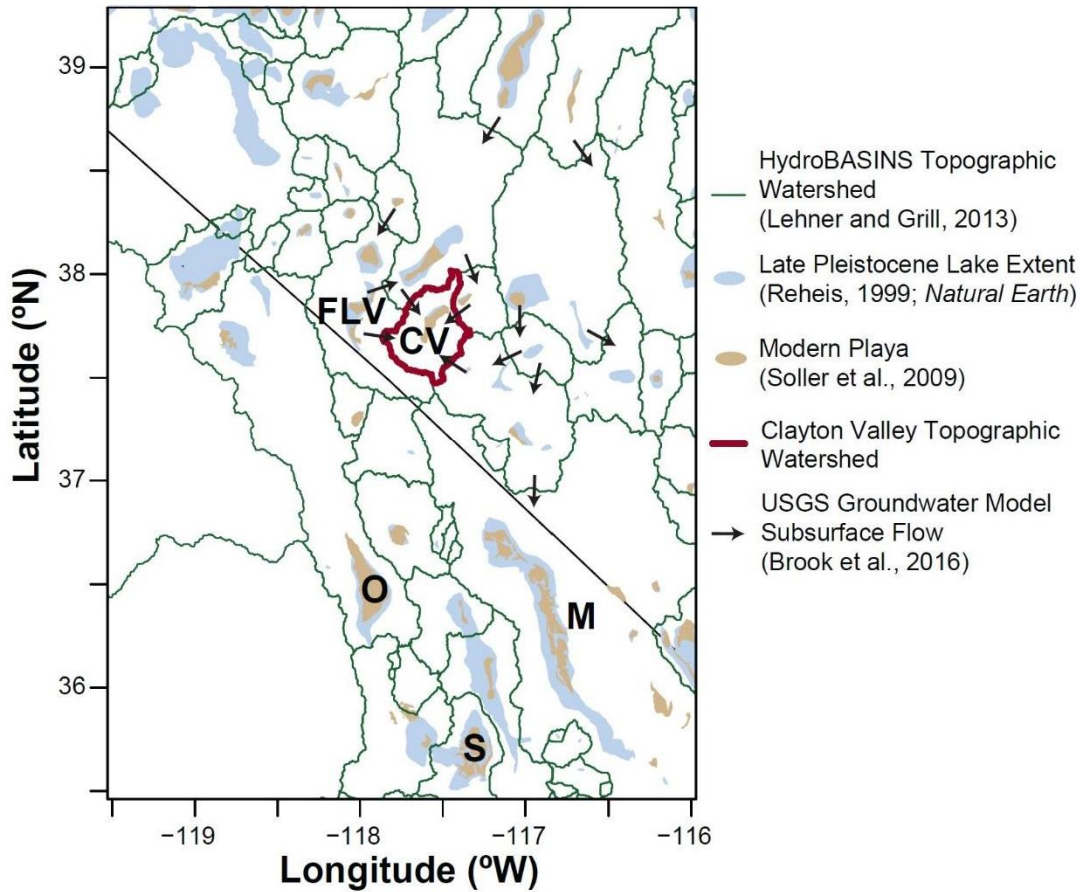 39
38
37
36
Latitude (ºN)
FLV
CV
O
M
S
−119
−118
−117
−116
Longitude (ºW)
HydroBASINS Topographic
Watershed
(Lehner and Grill, 2013)
Late Pleistocene Lake Extent
(Reheis, 1999; Natural Earth)
Modern Playa
(Soller et al., 2009)
Clayton Valley Topographic
Watershed
USGS Groundwater Model
Subsurface Flow
(Brook et al., 2016)